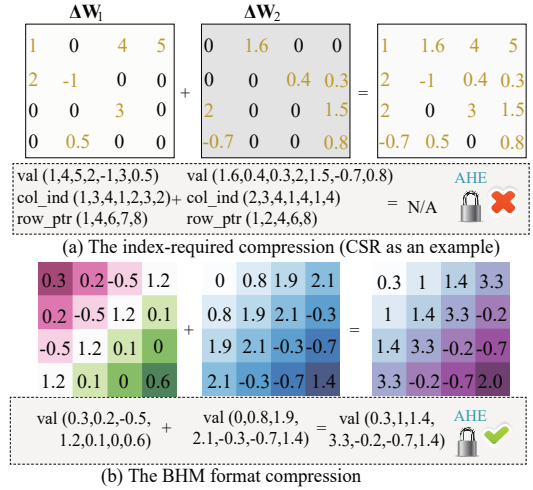 ΔW₁ ΔW₂
1 0 4 5 0 1.6 0 0 1 1.6 4 5
2 -1 0 0 0 0 0.4 0.3 2 -1 0.4 0.3
+ =
0 0 3 0 2 0 0 1.5 2 0 3 1.5
0 0.5 0 0 -0.7 0 0 0.8 -0.7 0.5 0 0.8
val (1,4,5,2,-1,3,0.5) val (1.6,0.4,0.3,2,1.5,-0.7,0.8) AHE
col_ind (1,3,4,1,2,3,2) + col_ind (2,3,4,1,4,1,4) = N/A
row_ptr (1,4,6,7,8) row_ptr (1,2,4,6,8)
(a) The index-required compression (CSR as an example)
0.3 0.2 -0.5 1.2 0 0.8 1.9 2.1 0.3 1 1.4 3.3
0.2 -0.5 1.2 0.1 0.8 1.9 2.1 -0.3 1 1.4 3.3 -0.2
+ =
-0.5 1.2 0.1 0 1.9 2.1 -0.3 -0.7 1.4 3.3 -0.2 -0.7
1.2 0.1 0 0.6 2.1 -0.3 -0.7 1.4 3.3 -0.2 -0.7 2.0
val (0.3,0.2,-0.5, + val (0,0.8,1.9, = val (0.3,1,1.4, AHE
1.2,0.1,0,0.6) 2.1,-0.3,-0.7,1.4) 3.3,-0.2,-0.7,1.4)
(b) The BHM format compression